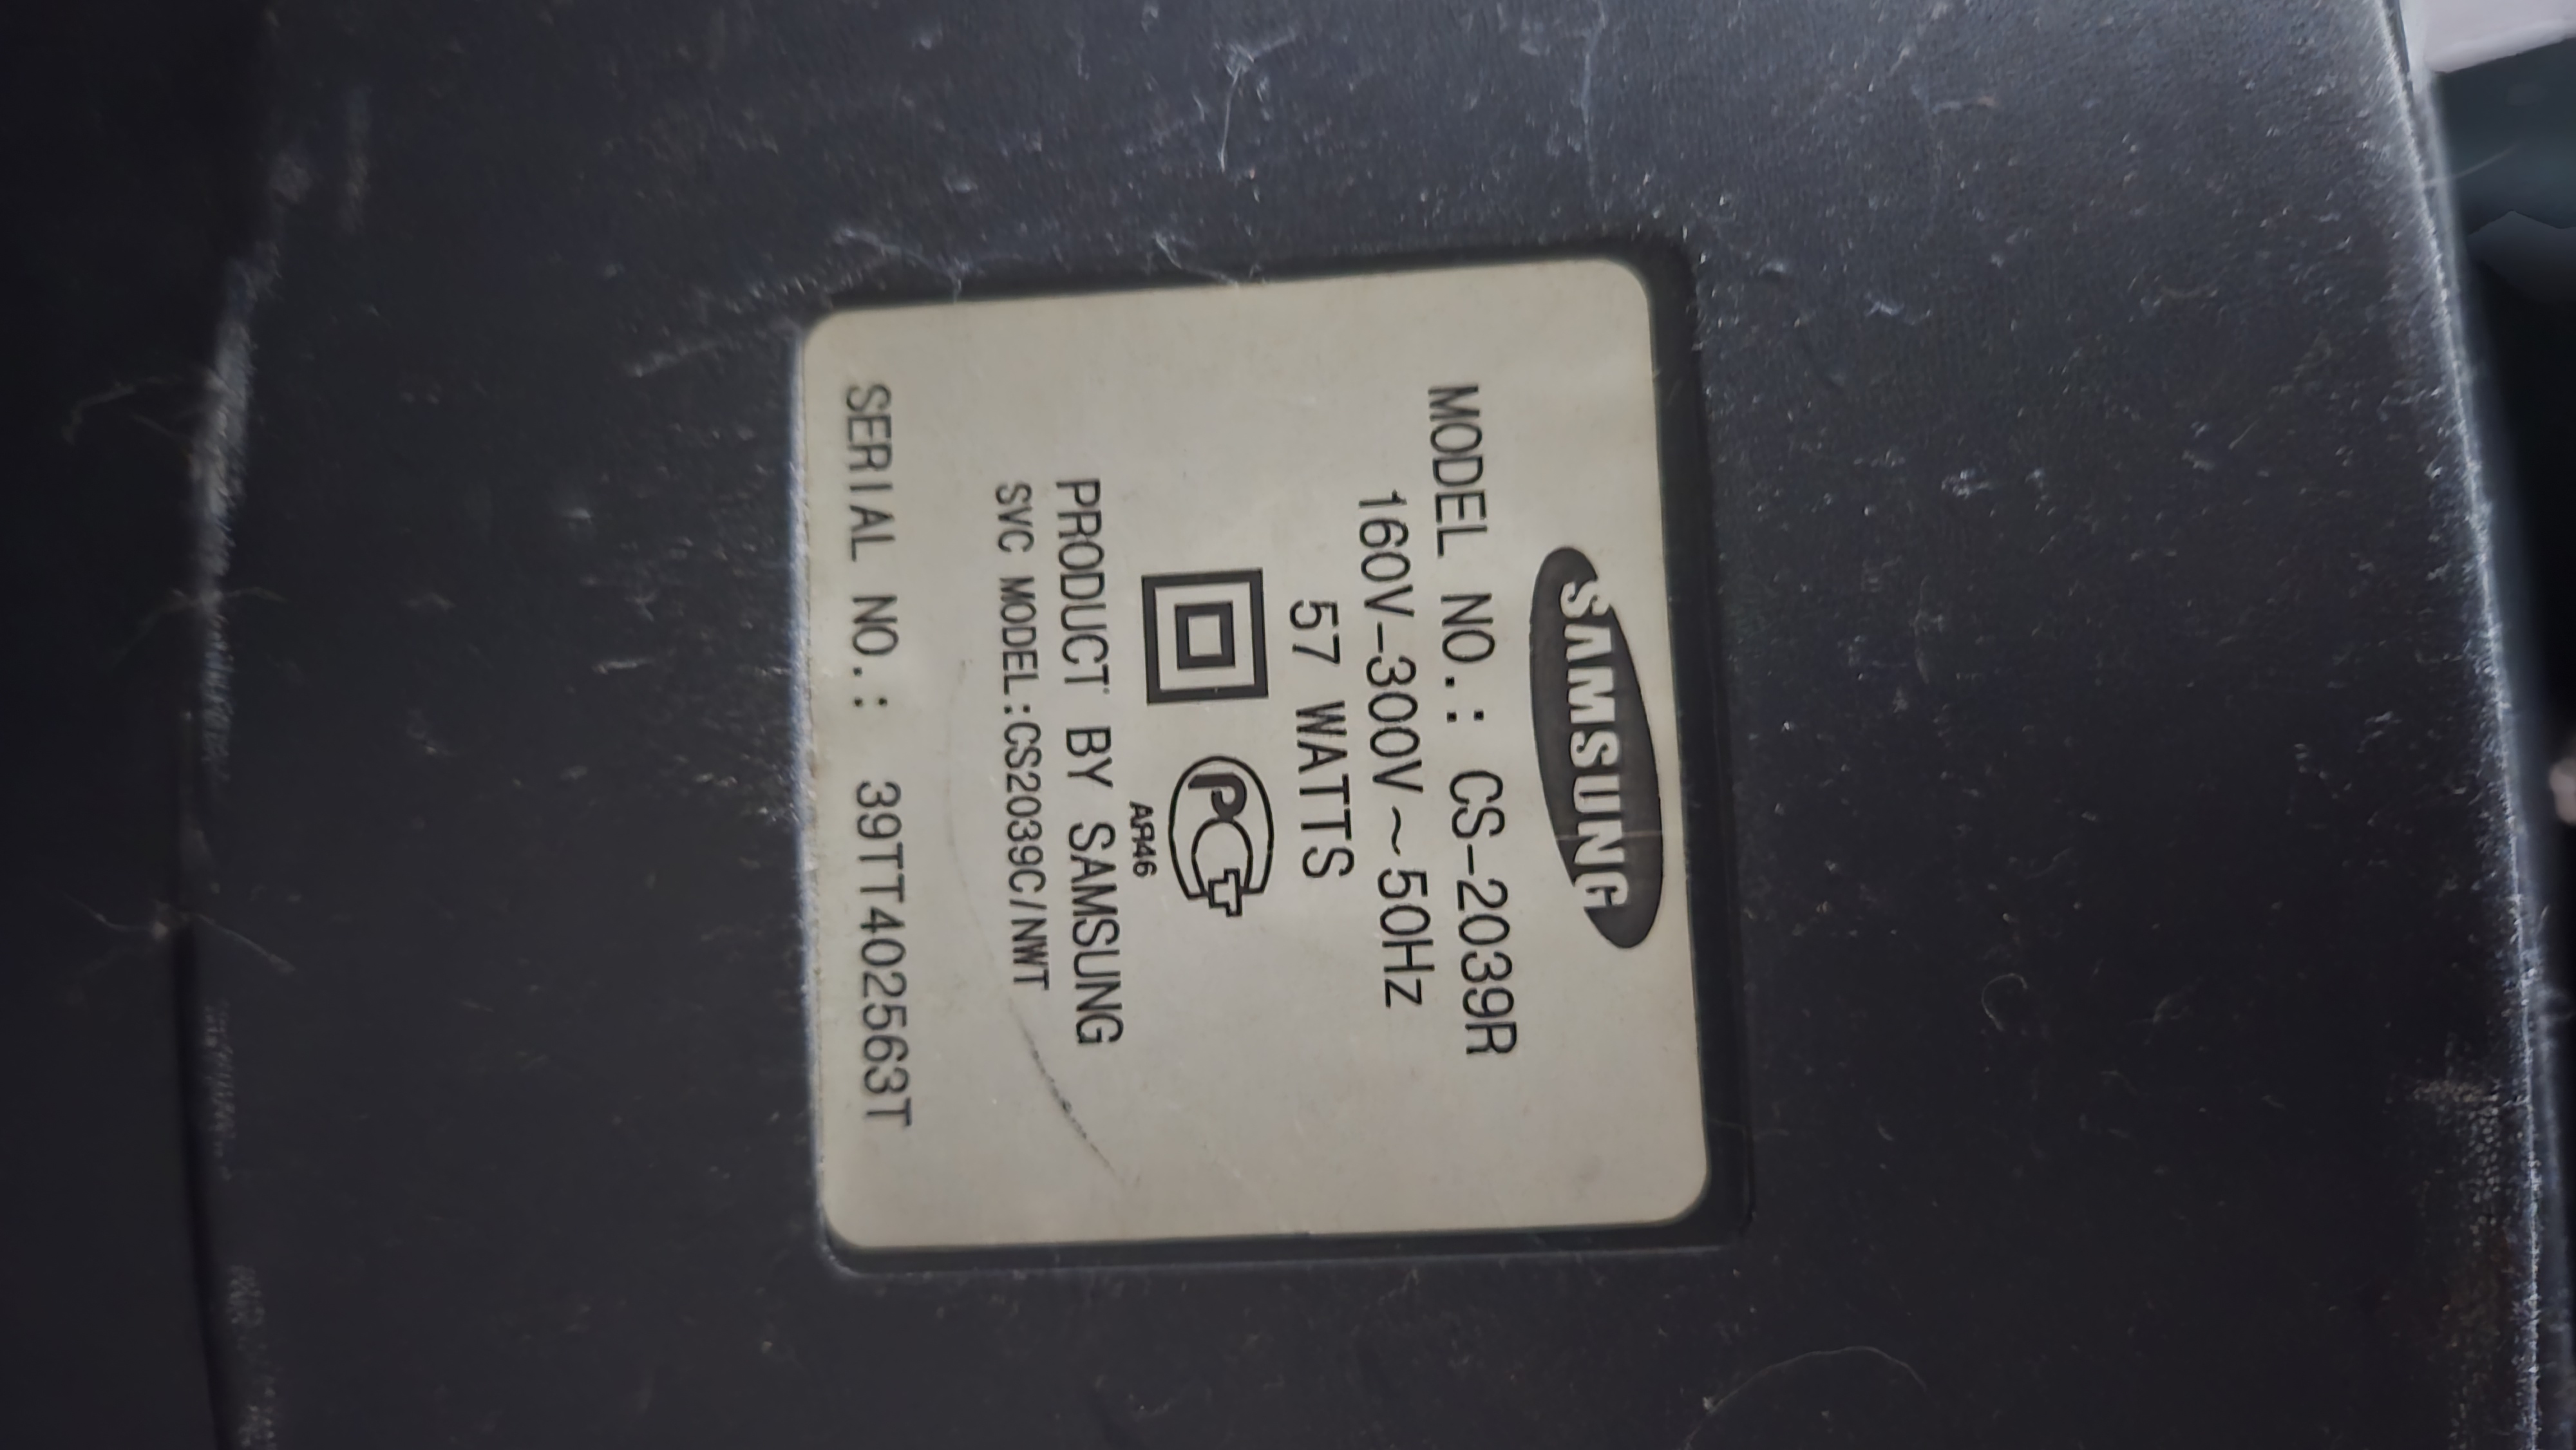 SAMSUNG
MODEL NO.: CS-2039R
160V-300V~50Hz
57 WATTS
PCT
AR46
PRODUCT BY SAMSUNG
SVC MODEL:CS2039C/NWT
SERIAL NO.: 39TT402563T